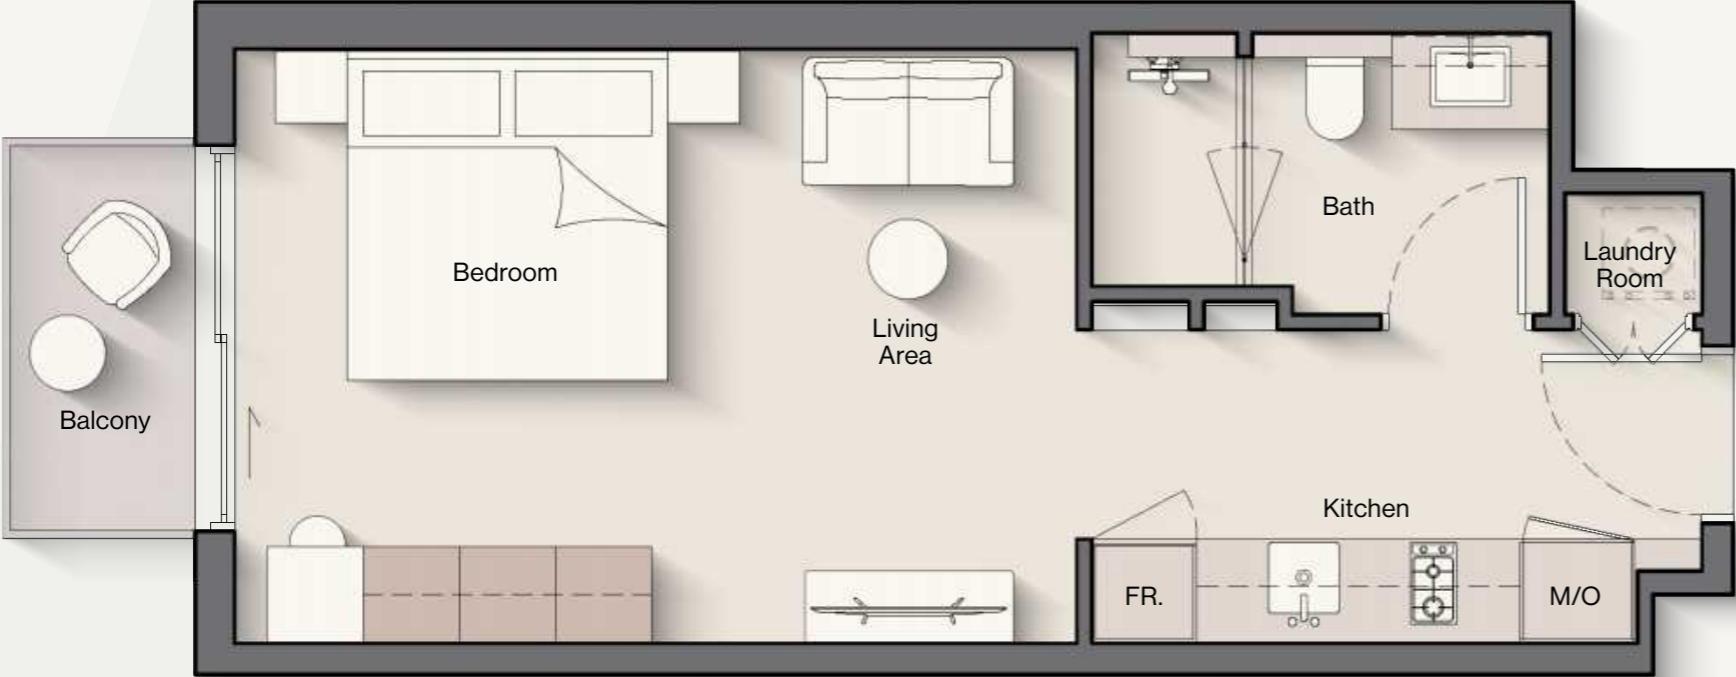 Bath
Laundry
Room
Bedroom
Living
Area
Balcony
Kitchen
FR.
M/O